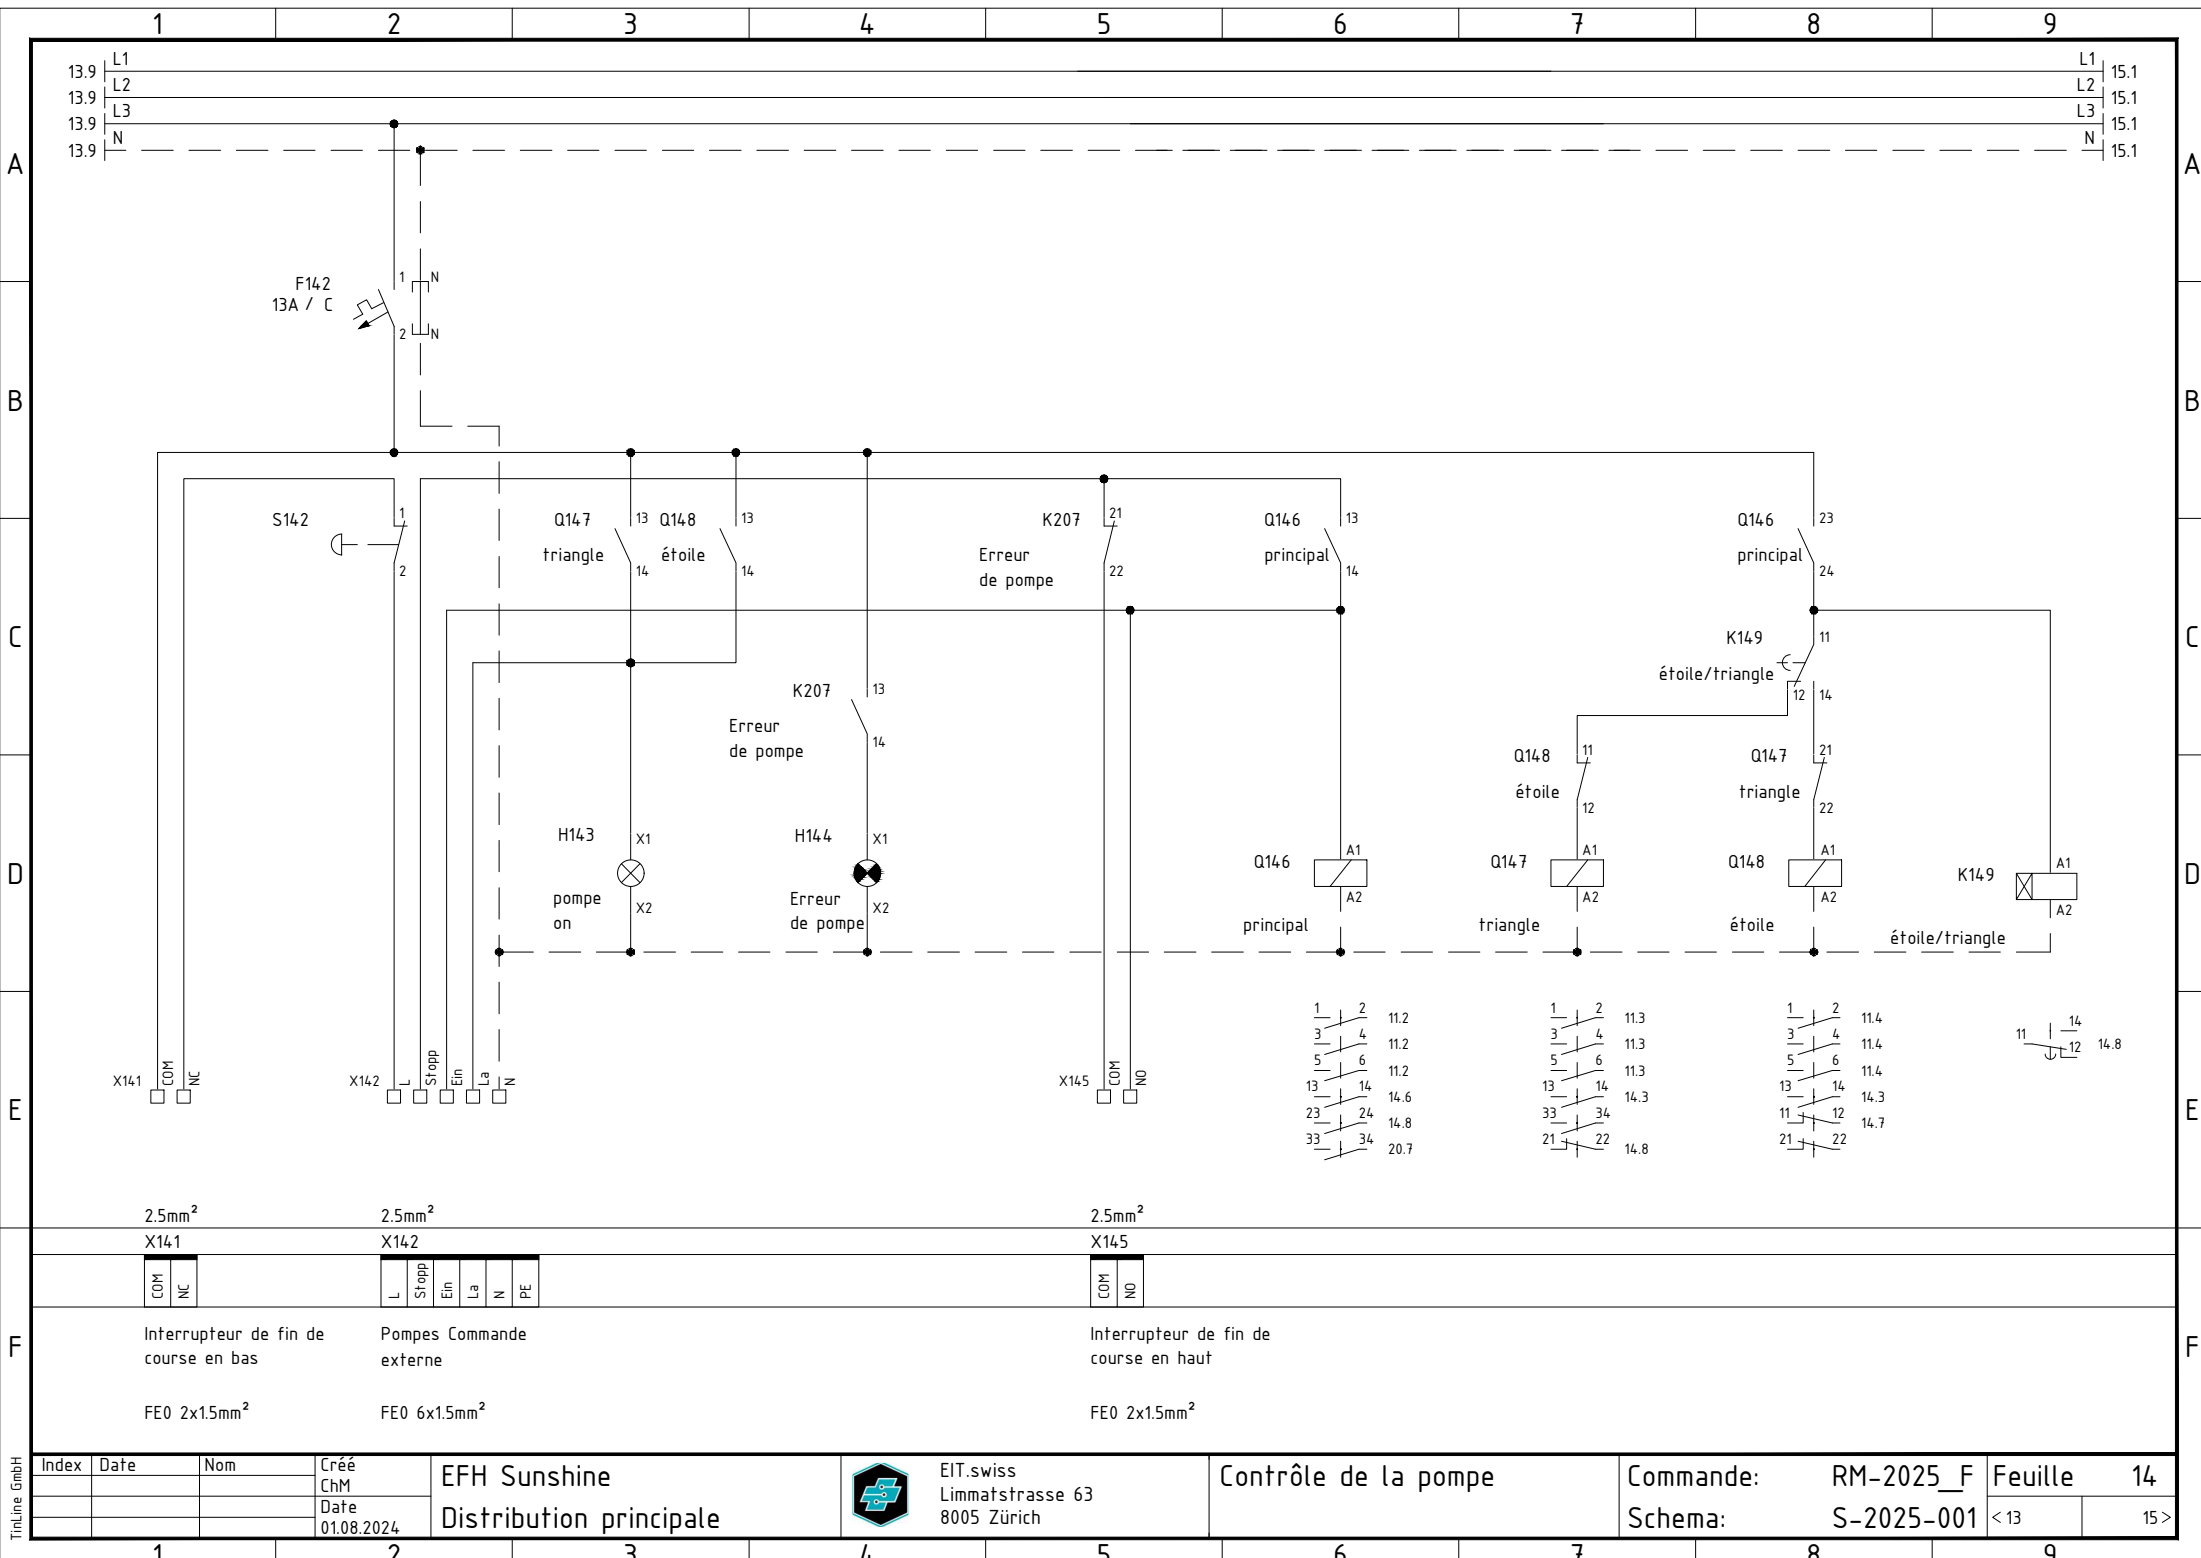 1 2 3 4 5 6 7 8 9
13.9 L1 L1 15.1
13.9 L2 L2 15.1
13.9 L3 L3 15.1
13.9 N N 15.1
A A
F142 1 N
13A / C
2 N
B B
S142 1
2
Q147 13
triangle
14
Q148 13
étoile
14
K207 21
Erreur
de pompe
22
Q146 13
principal
14
Q146 23
principal
24
C C
K149 11
étoile/triangle
12 14
K207 13
Erreur
de pompe
14
Q148 11
étoile
12
Q147 21
triangle
22
D D
H143 X1
pompe
on
X2
H144 X1
Erreur
de pompe
X2
Q146 A1
A2
principal
Q147 A1
A2
triangle
Q148 A1
A2
étoile
K149 A1
A2
étoile/triangle
1 2 11.2
3 4 11.2
5 6 11.2
13 14 14.6
23 24 14.8
33 34 20.7
1 2 11.3
3 4 11.3
5 6 11.3
13 14 14.3
33 34
21 22 14.8
1 2 11.4
3 4 11.4
5 6 11.4
13 14 14.3
11 12 14.7
21 22
11 14
12 14.8
E E
X141 COM NC
X142 L Stopp Ein La N
X145 COM NO
2.5mm² 2.5mm² 2.5mm²
X141 X142 X145
COM NC L Stopp Ein La N PE COM NO
F F
Interrupteur de fin de
course en bas
FE0 2x1.5mm²
Pompes Commande
externe
FE0 6x1.5mm²
Interrupteur de fin de
course en haut
FE0 2x1.5mm²
TinLine GmbH
Index Date Nom
Créé
ChM
Date
01.08.2024
EFH Sunshine
Distribution principale
EIT.swiss
Limmatstrasse 63
8005 Zürich
Contrôle de la pompe
Commande: RM-2025_F
Schema: S-2025-001
Feuille 14
<13 15>
1 2 3 4 5 6 7 8 9